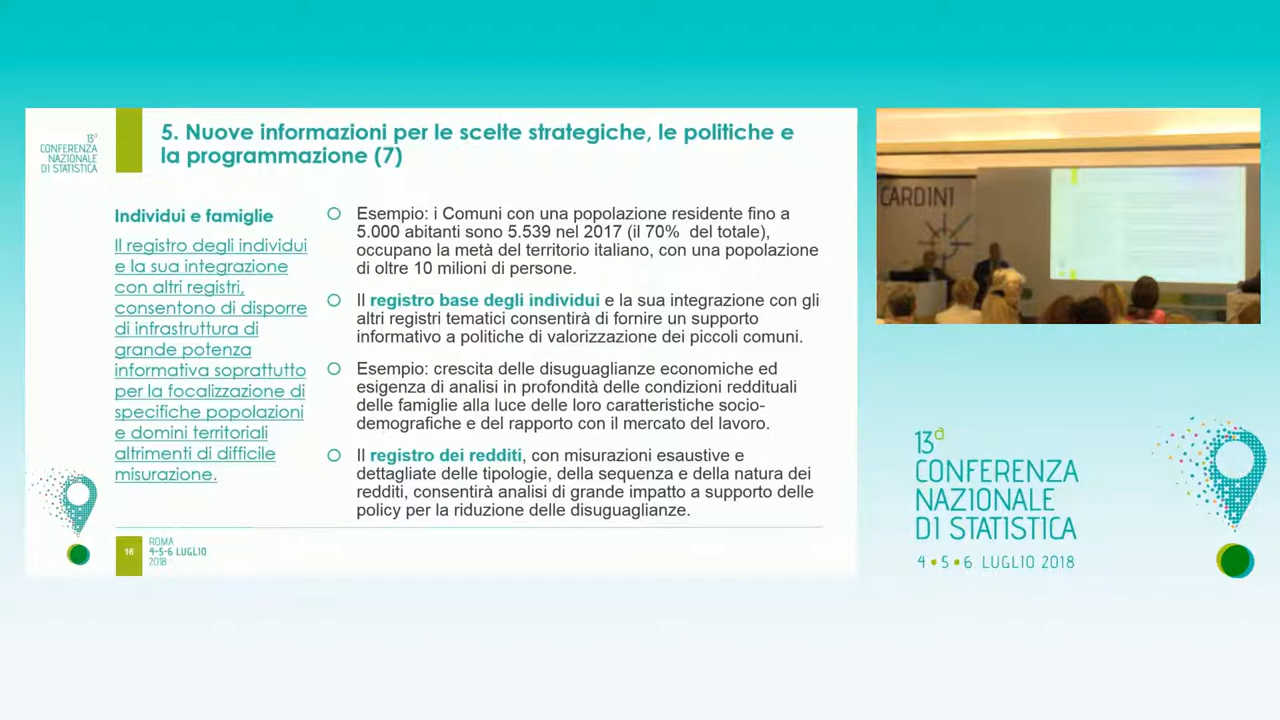 13ª
CONFERENZA
NAZIONALE
DI STATISTICA
5. Nuove informazioni per le scelte strategiche, le politiche e
la programmazione (7)
Individui e famiglie
Il registro degli individui
e la sua integrazione
con altri registri,
consentono di disporre
di infrastruttura di
grande potenza
informativa soprattutto
per la focalizzazione di
specifiche popolazioni
e domini territoriali
altrimenti di difficile
misurazione.
Esempio: i Comuni con una popolazione residente fino a
5.000 abitanti sono 5.539 nel 2017 (il 70% del totale),
occupano la metà del territorio italiano, con una popolazione
di oltre 10 milioni di persone.
Il registro base degli individui e la sua integrazione con gli
altri registri tematici consentirà di fornire un supporto
informativo a politiche di valorizzazione dei piccoli comuni.
Esempio: crescita delle disuguaglianze economiche ed
esigenza di analisi in profondità delle condizioni reddituali
delle famiglie alla luce delle loro caratteristiche socio-
demografiche e del rapporto con il mercato del lavoro.
Il registro dei redditi, con misurazioni esaustive e
dettagliate delle tipologie, della sequenza e della natura dei
redditi, consentirà analisi di grande impatto a supporto delle
policy per la riduzione delle disuguaglianze.
16
ROMA
4-5-6 LUGLIO
2018
CARDINI
13ª
CONFERENZA
NAZIONALE
DI STATISTICA
4•5•6 LUGLIO 2018